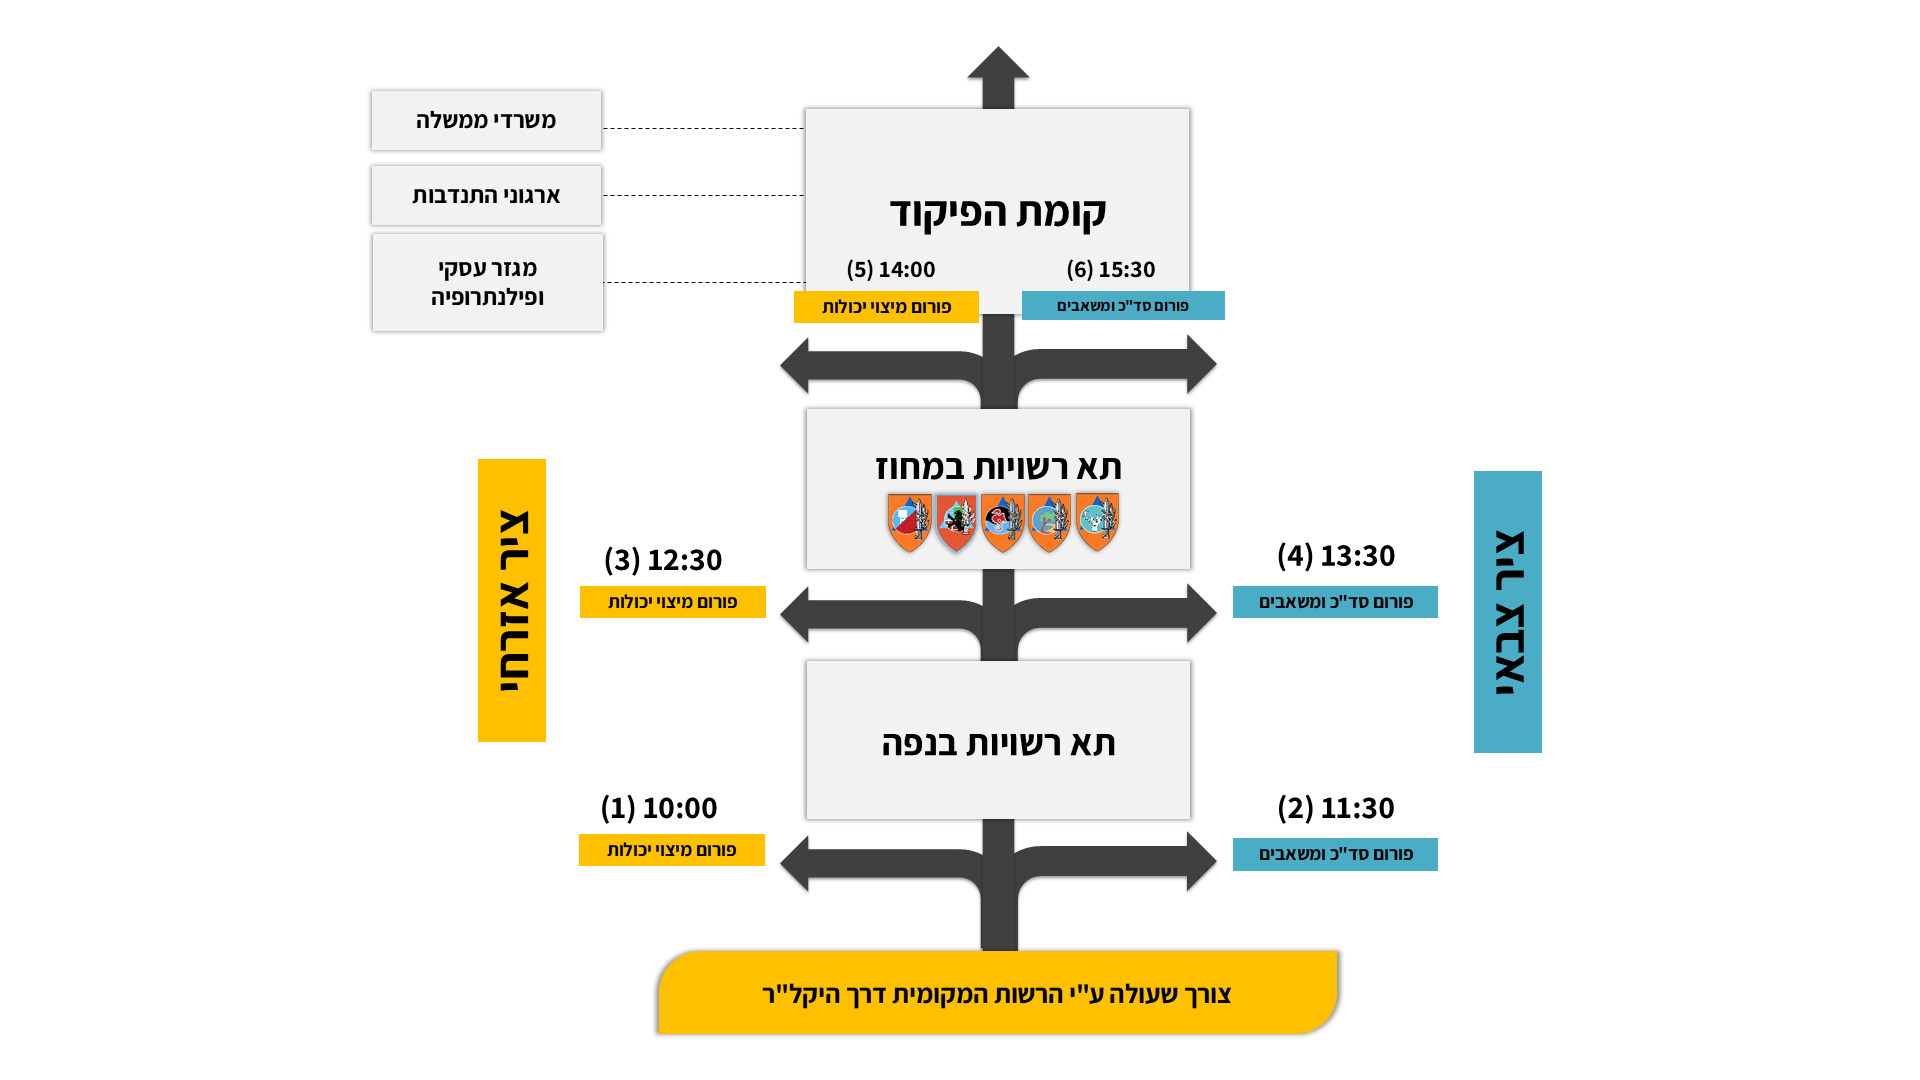 משרדי ממשלה
ארגוני התנדבות
מגזר עסקי
ופילנתרופיה
קומת הפיקוד
(6) 15:30
פורום סד"כ ומשאבים
(5) 14:00
פורום מיצוי יכולות
תא רשויות במחוז
ציר צבאי
ציר אזרחי
(4) 13:30
פורום סד"כ ומשאבים
(3) 12:30
פורום מיצוי יכולות
תא רשויות בנפה
(2) 11:30
פורום סד"כ ומשאבים
(1) 10:00
פורום מיצוי יכולות
צורך שעולה ע"י הרשות המקומית דרך היקל"ר